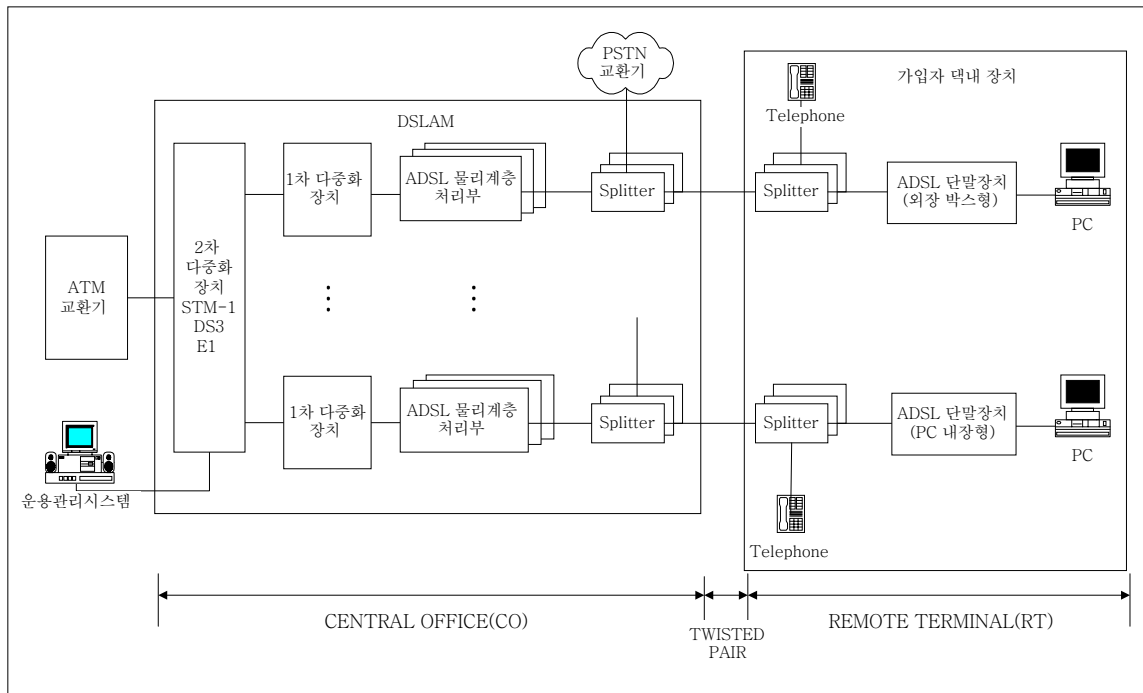 PSTN
교환기
가입자 댁내 장치
Telephone
DSLAM
1차 다중화
장치
ADSL 물리계층
처리부
Splitter
Splitter
ADSL 단말장치
(외장 박스형)
PC
ATM
교환기
2차
다중화
장치
STM-1
DS3
E1
1차 다중화
장치
ADSL 물리계층
처리부
Splitter
Splitter
ADSL 단말장치
(PC 내장형)
PC
운용관리시스템
Telephone
CENTRAL OFFICE(CO)
TWISTED
PAIR
REMOTE TERMINAL(RT)